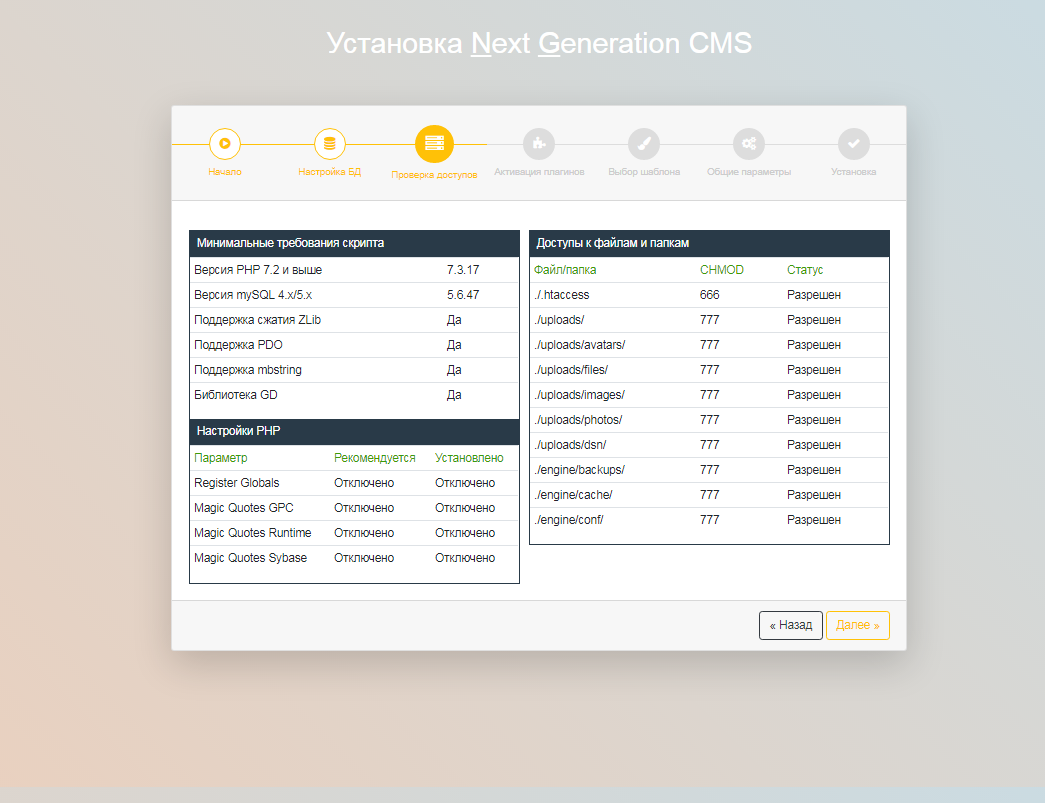 Установка Next Generation CMS
Начало
Настройка БД
Проверка доступов
Активация плагинов
Выбор шаблона
Общие параметры
Установка
Минимальные требования скрипта
Версия PHP 7.2 и выше 7.3.17
Версия mySQL 4.x/5.x 5.6.47
Поддержка сжатия ZLib Да
Поддержка PDO Да
Поддержка mbstring Да
Библиотека GD Да
Настройки PHP
Параметр Рекомендуется Установлено
Register Globals Отключено Отключено
Magic Quotes GPC Отключено Отключено
Magic Quotes Runtime Отключено Отключено
Magic Quotes Sybase Отключено Отключено
Доступы к файлам и папкам
Файл/папка CHMOD Статус
./.htaccess 666 Разрешен
./uploads/ 777 Разрешен
./uploads/avatars/ 777 Разрешен
./uploads/files/ 777 Разрешен
./uploads/images/ 777 Разрешен
./uploads/photos/ 777 Разрешен
./uploads/dsn/ 777 Разрешен
./engine/backups/ 777 Разрешен
./engine/cache/ 777 Разрешен
./engine/conf/ 777 Разрешен
« Назад
Далее »